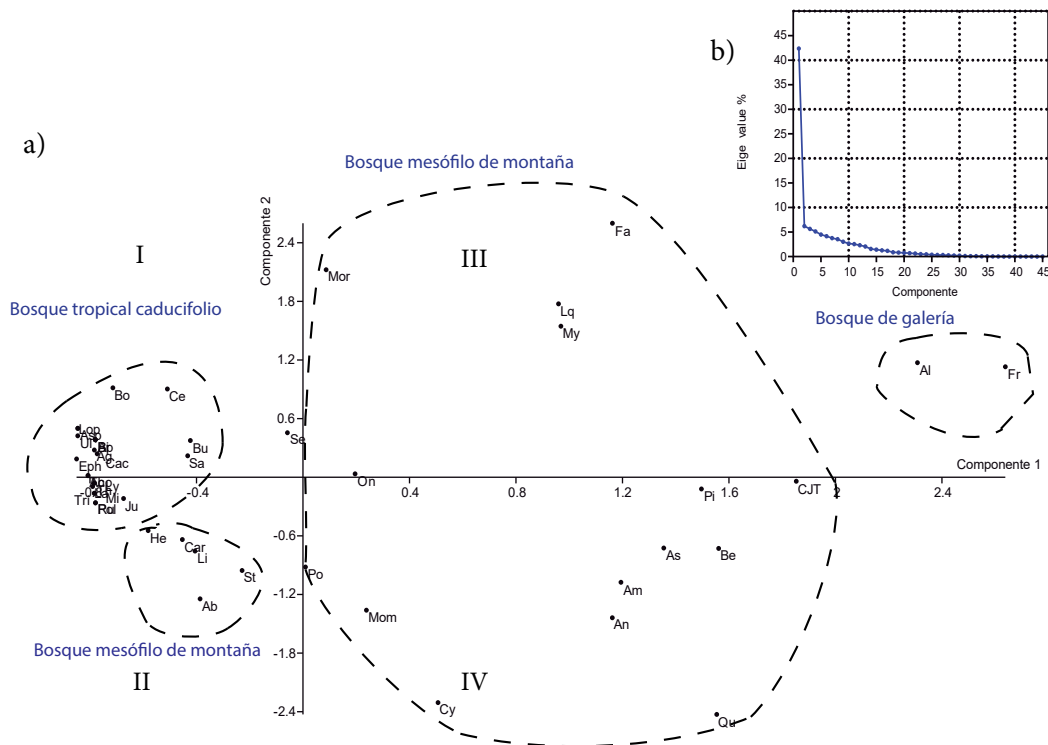 a)
b)
Eige value %
45
40
35
30
25
20
15
10
5
0
0 5 10 15 20 25 30 35 40 45
Componente
Bosque mesófilo de montaña
Componente 2
I
III
Bosque tropical caducifolio
Bosque de galería
2.4
1.8
1.2
0.6
Fa
Mor
Lq
My
Al
Fr
Bo
Ce
Lop
Asp
Ul
Bu
Se
Ag
Cac
Sa
Eph
On
Componente 1
-0.4
0.4
0.8
1.2
1.6
2
2.4
Pi
CJT
Tri
Mi
Ju
-0.6
-1.2
-1.8
-2.4
He
Car
Li
St
Ab
Po
As
Be
Am
Mom
An
Bosque mesófilo de montaña
II
IV
Cy
Qu